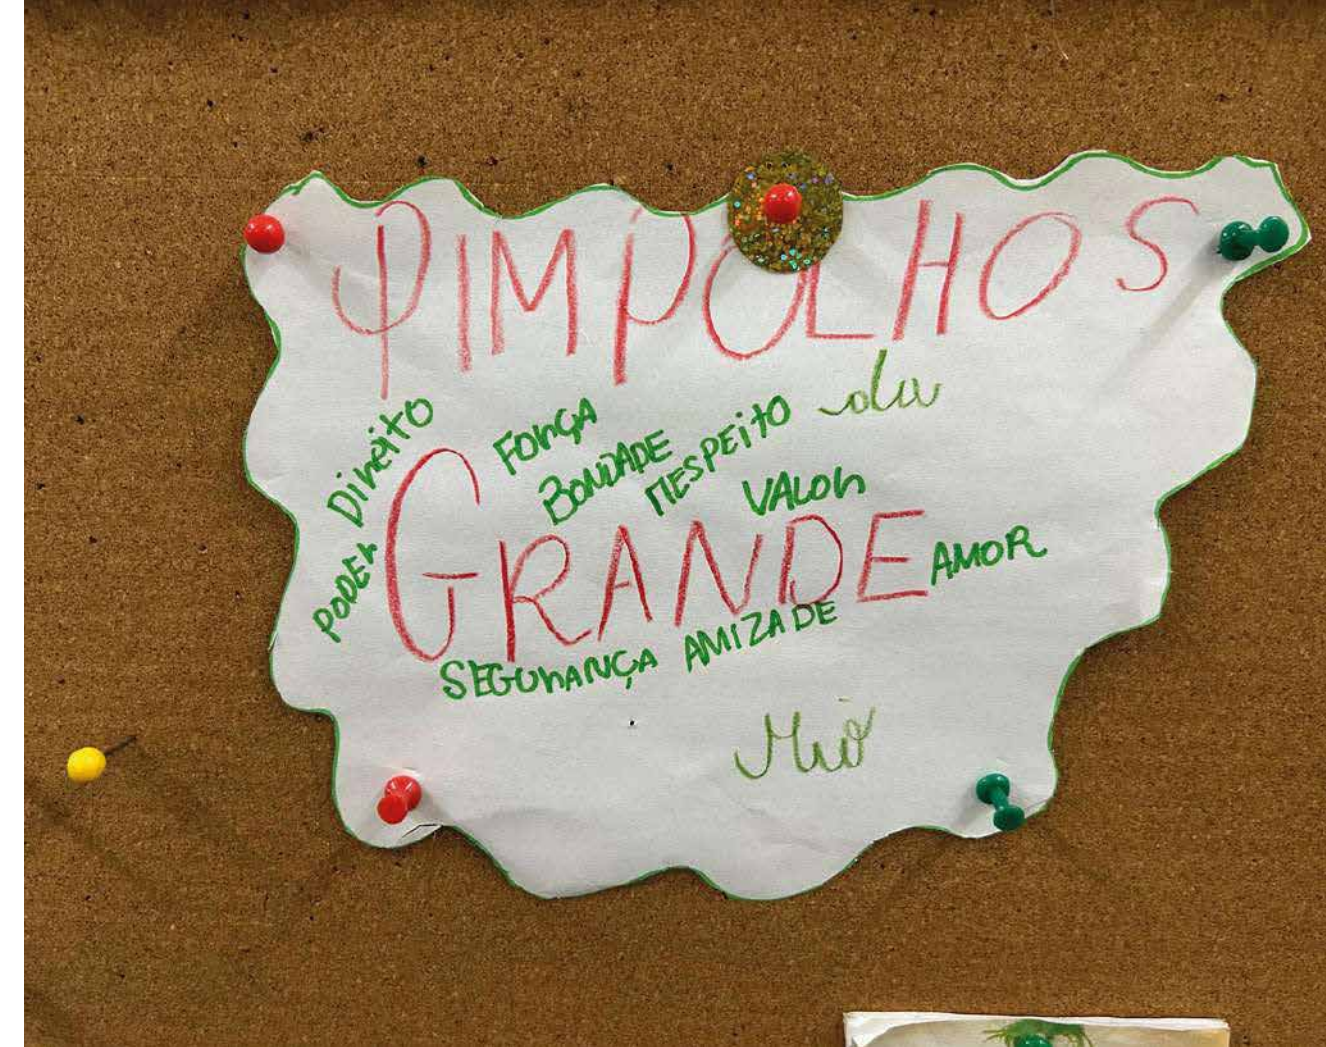 PIMPOLHOS
da
Direito FORÇA
BONDADE RESPEITO
PODER VALOR
GRANDE AMOR
SEGURANÇA AMIZADE